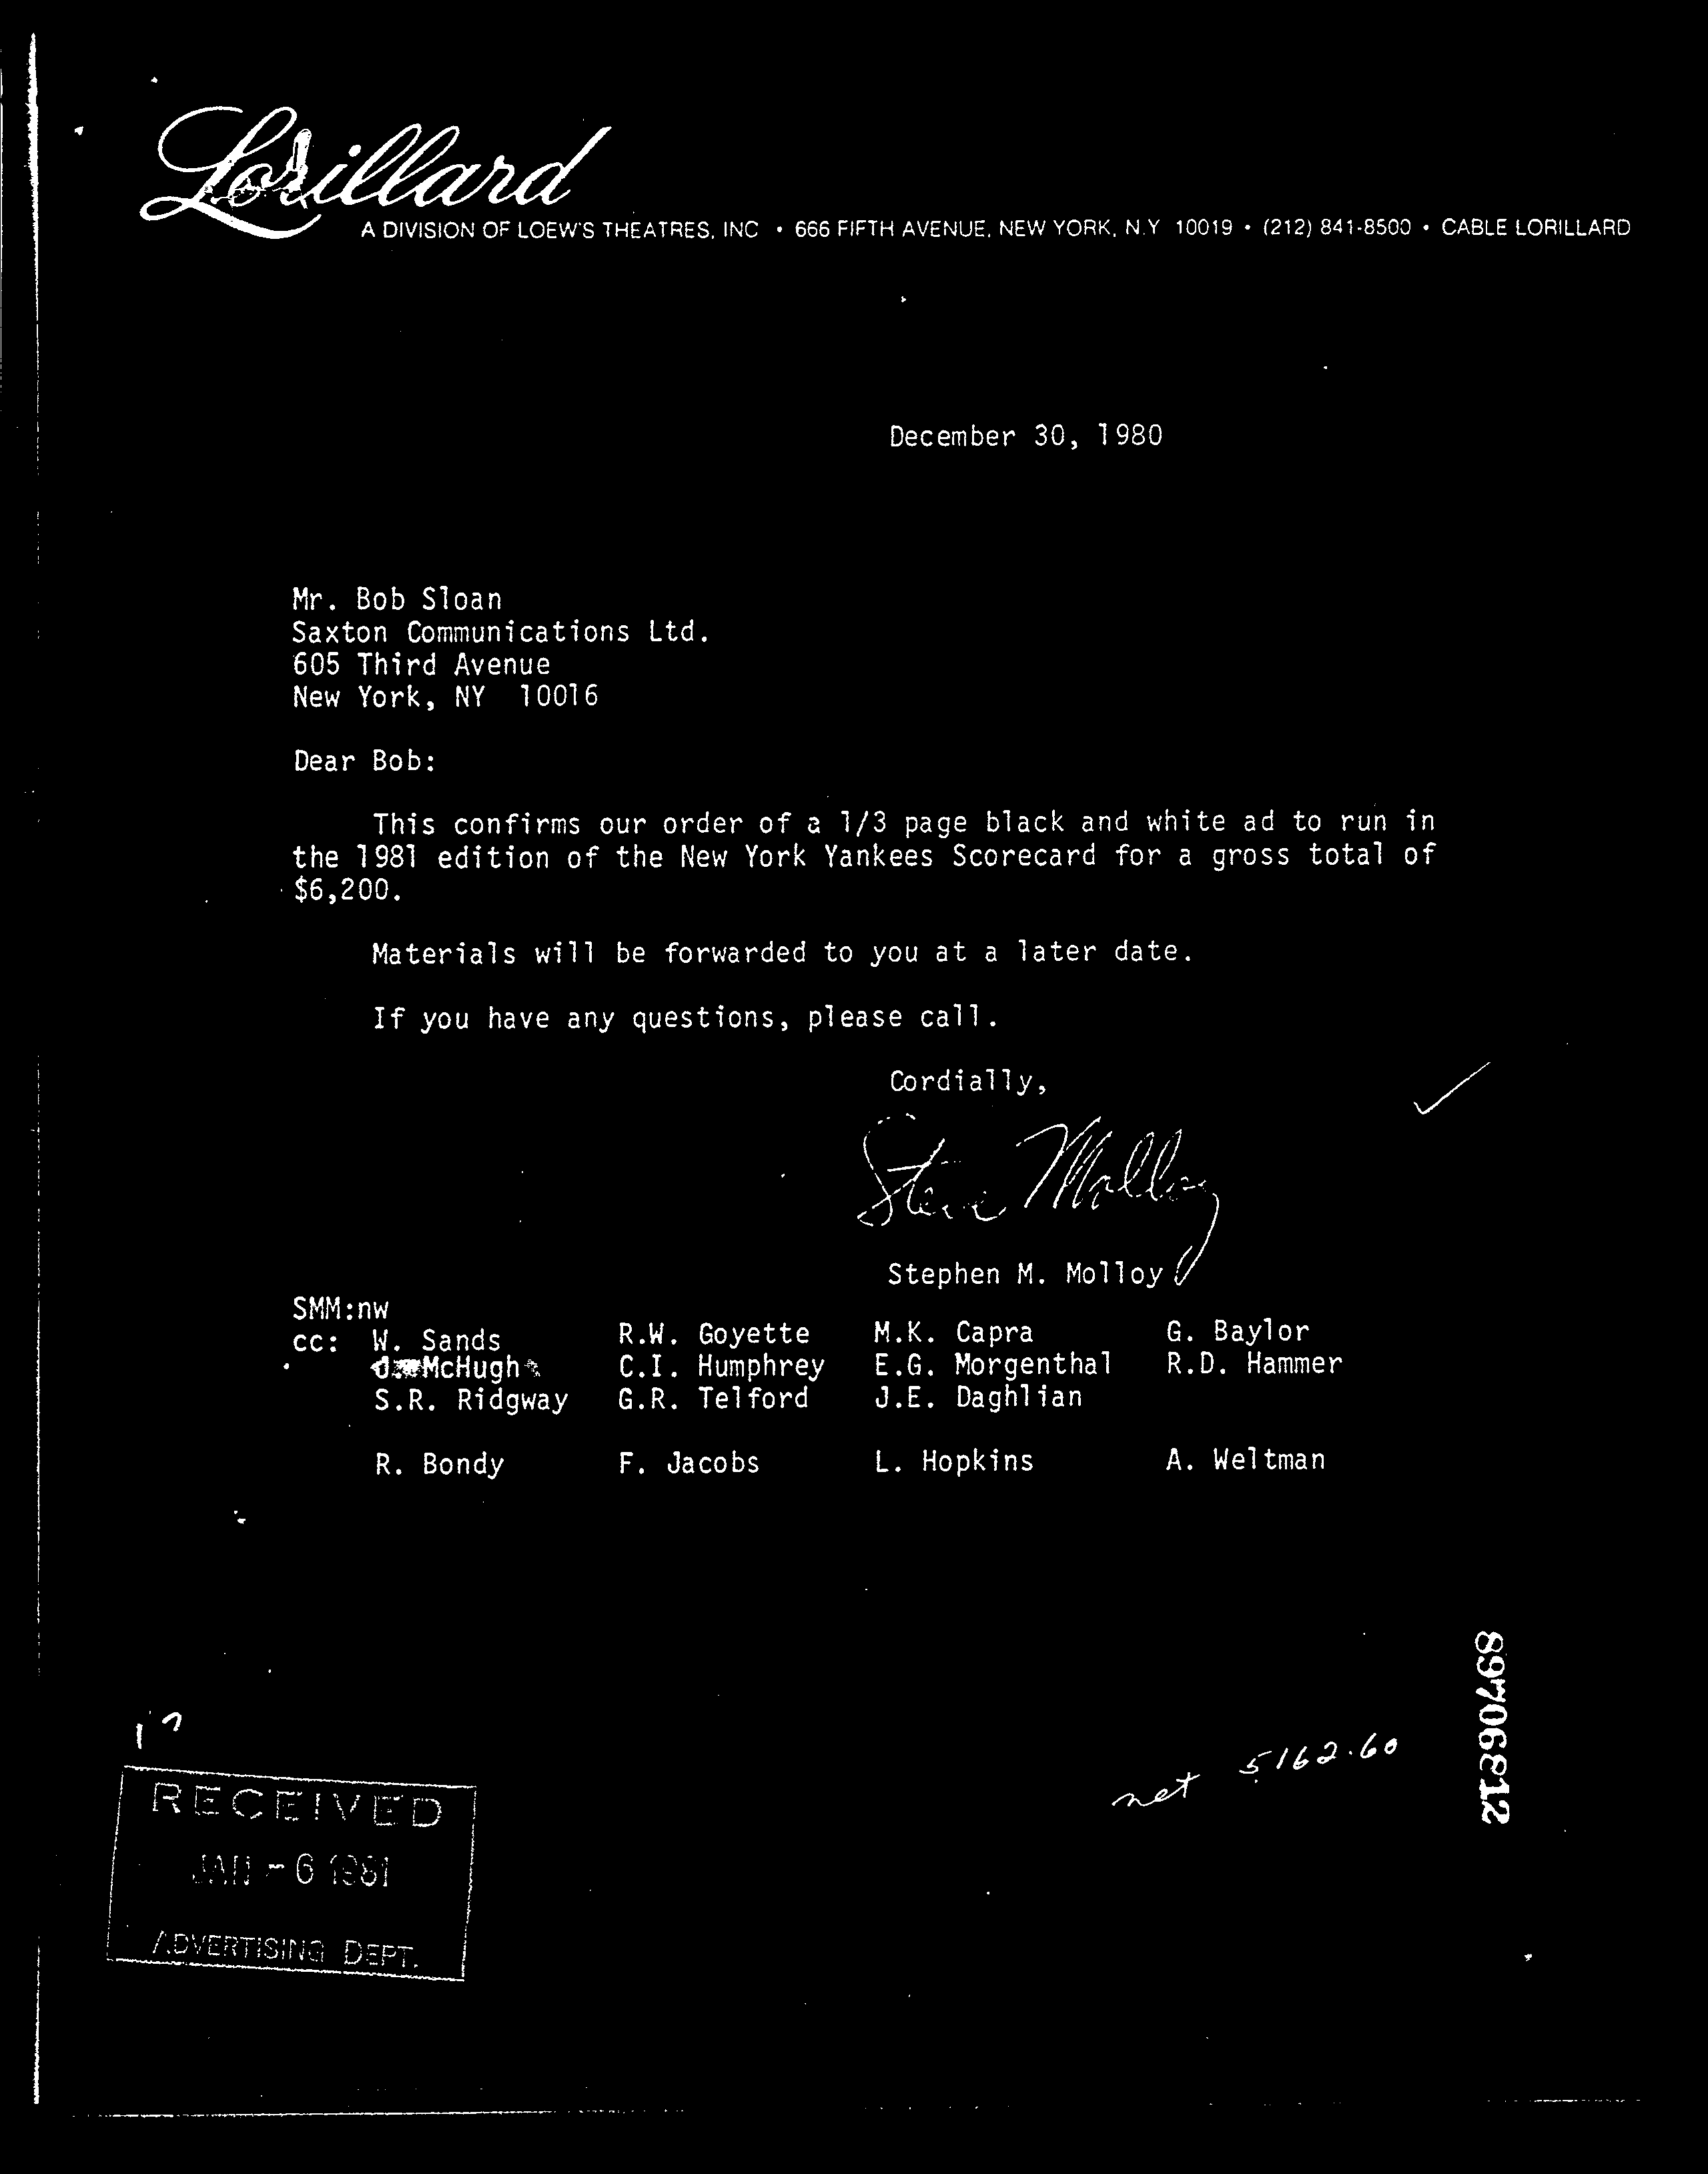 Lorillard
A DIVISION OF LOEW'S THEATRES, INC • 666 FIFTH AVENUE, NEW YORK, N.Y 10019 • (212) 841-8500 • CABLE LORILLARD
December 30, 1980
Mr. Bob Sloan
Saxton Communications Ltd.
605 Third Avenue
New York, NY 10016
Dear Bob:
This confirms our order of a 1/3 page black and white ad to run in
the 1981 edition of the New York Yankees Scorecard for a gross total of
$6,200.
Materials will be forwarded to you at a later date.
If you have any questions, please call.
Cordially,
Steve Molloy
Stephen M. Molloy
SMM:nw
cc: W. Sands R.W. Goyette M.K. Capra G. Baylor
McHugh C.I. Humphrey E.G. Morgenthal R.D. Hammer
S.R. Ridgway G.R. Telford J.E. Daghlian
R. Bondy F. Jacobs L. Hopkins A. Weltman
89706812
net 5162.60
RECEIVED
JAN - 6 1981
ADVERTISING DEPT.